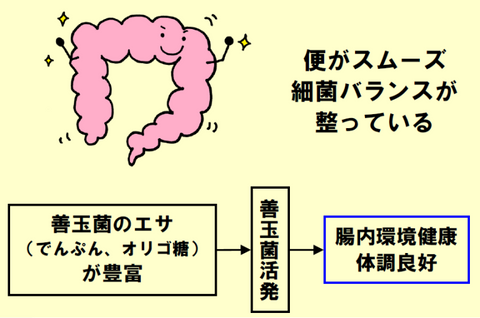 便がスムーズ
細菌バランスが
整っている
善玉菌のエサ
（でんぷん、オリゴ糖）
が豊富
善玉菌活発
腸内環境健康
体調良好